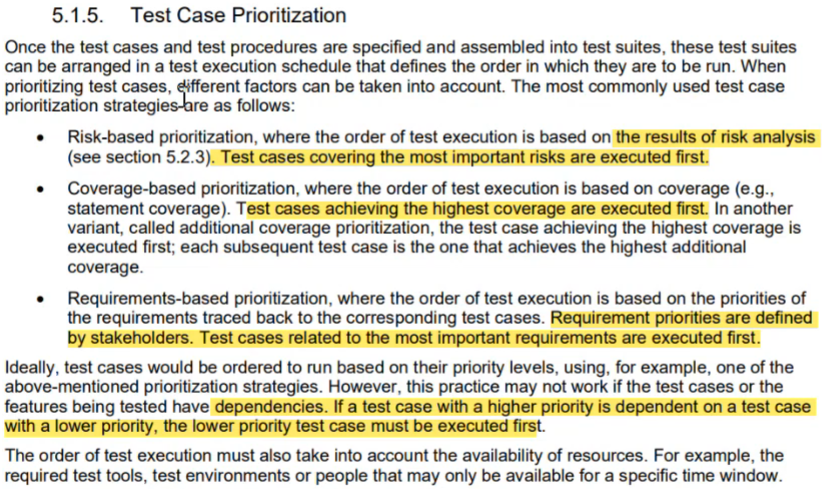 5.1.5. Test Case Prioritization
Once the test cases and test procedures are specified and assembled into test suites, these test suites
can be arranged in a test execution schedule that defines the order in which they are to be run. When
prioritizing test cases, different factors can be taken into account. The most commonly used test case
prioritization strategies are as follows:
• Risk-based prioritization, where the order of test execution is based on the results of risk analysis
(see section 5.2.3). Test cases covering the most important risks are executed first.
• Coverage-based prioritization, where the order of test execution is based on coverage (e.g.,
statement coverage). Test cases achieving the highest coverage are executed first. In another
variant, called additional coverage prioritization, the test case achieving the highest coverage is
executed first; each subsequent test case is the one that achieves the highest additional
coverage.
• Requirements-based prioritization, where the order of test execution is based on the priorities of
the requirements traced back to the corresponding test cases. Requirement priorities are defined
by stakeholders. Test cases related to the most important requirements are executed first.
Ideally, test cases would be ordered to run based on their priority levels, using, for example, one of the
above-mentioned prioritization strategies. However, this practice may not work if the test cases or the
features being tested have dependencies. If a test case with a higher priority is dependent on a test case
with a lower priority, the lower priority test case must be executed first.
The order of test execution must also take into account the availability of resources. For example, the
required test tools, test environments or people that may only be available for a specific time window.